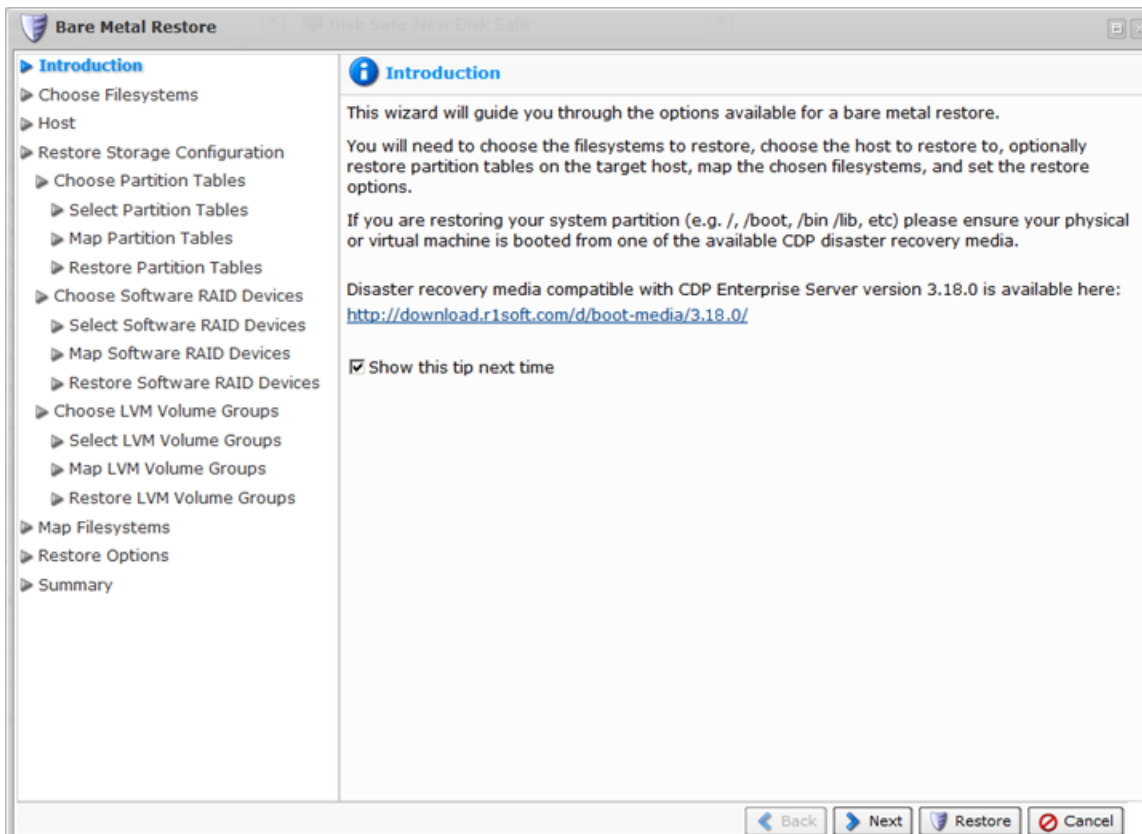 Bare Metal Restore
Disk Safe New Disk Safe
Introduction
Choose Filesystems
Host
Restore Storage Configuration
Choose Partition Tables
Select Partition Tables
Map Partition Tables
Restore Partition Tables
Choose Software RAID Devices
Select Software RAID Devices
Map Software RAID Devices
Restore Software RAID Devices
Choose LVM Volume Groups
Select LVM Volume Groups
Map LVM Volume Groups
Restore LVM Volume Groups
Map Filesystems
Restore Options
Summary
Introduction
This wizard will guide you through the options available for a bare metal restore.
You will need to choose the filesystems to restore, choose the host to restore to, optionally
restore partition tables on the target host, map the chosen filesystems, and set the restore
options.
If you are restoring your system partition (e.g. /, /boot, /bin /lib, etc) please ensure your physical
or virtual machine is booted from one of the available CDP disaster recovery media.
Disaster recovery media compatible with CDP Enterprise Server version 3.18.0 is available here:
http://download.r1soft.com/d/boot-media/3.18.0/
Show this tip next time
Back Next Restore Cancel